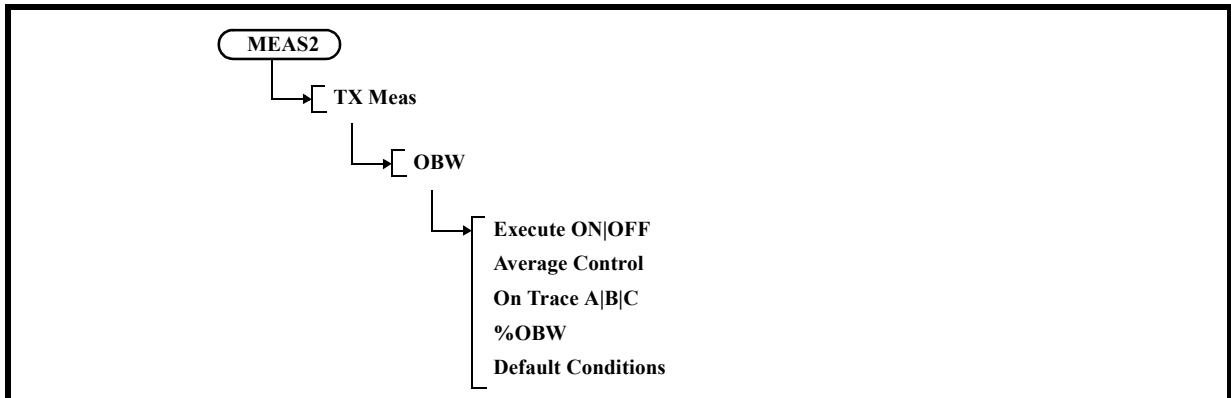 MEAS2
TX Meas
OBW
Execute ON|OFF
Average Control
On Trace A|B|C
%OBW
Default Conditions